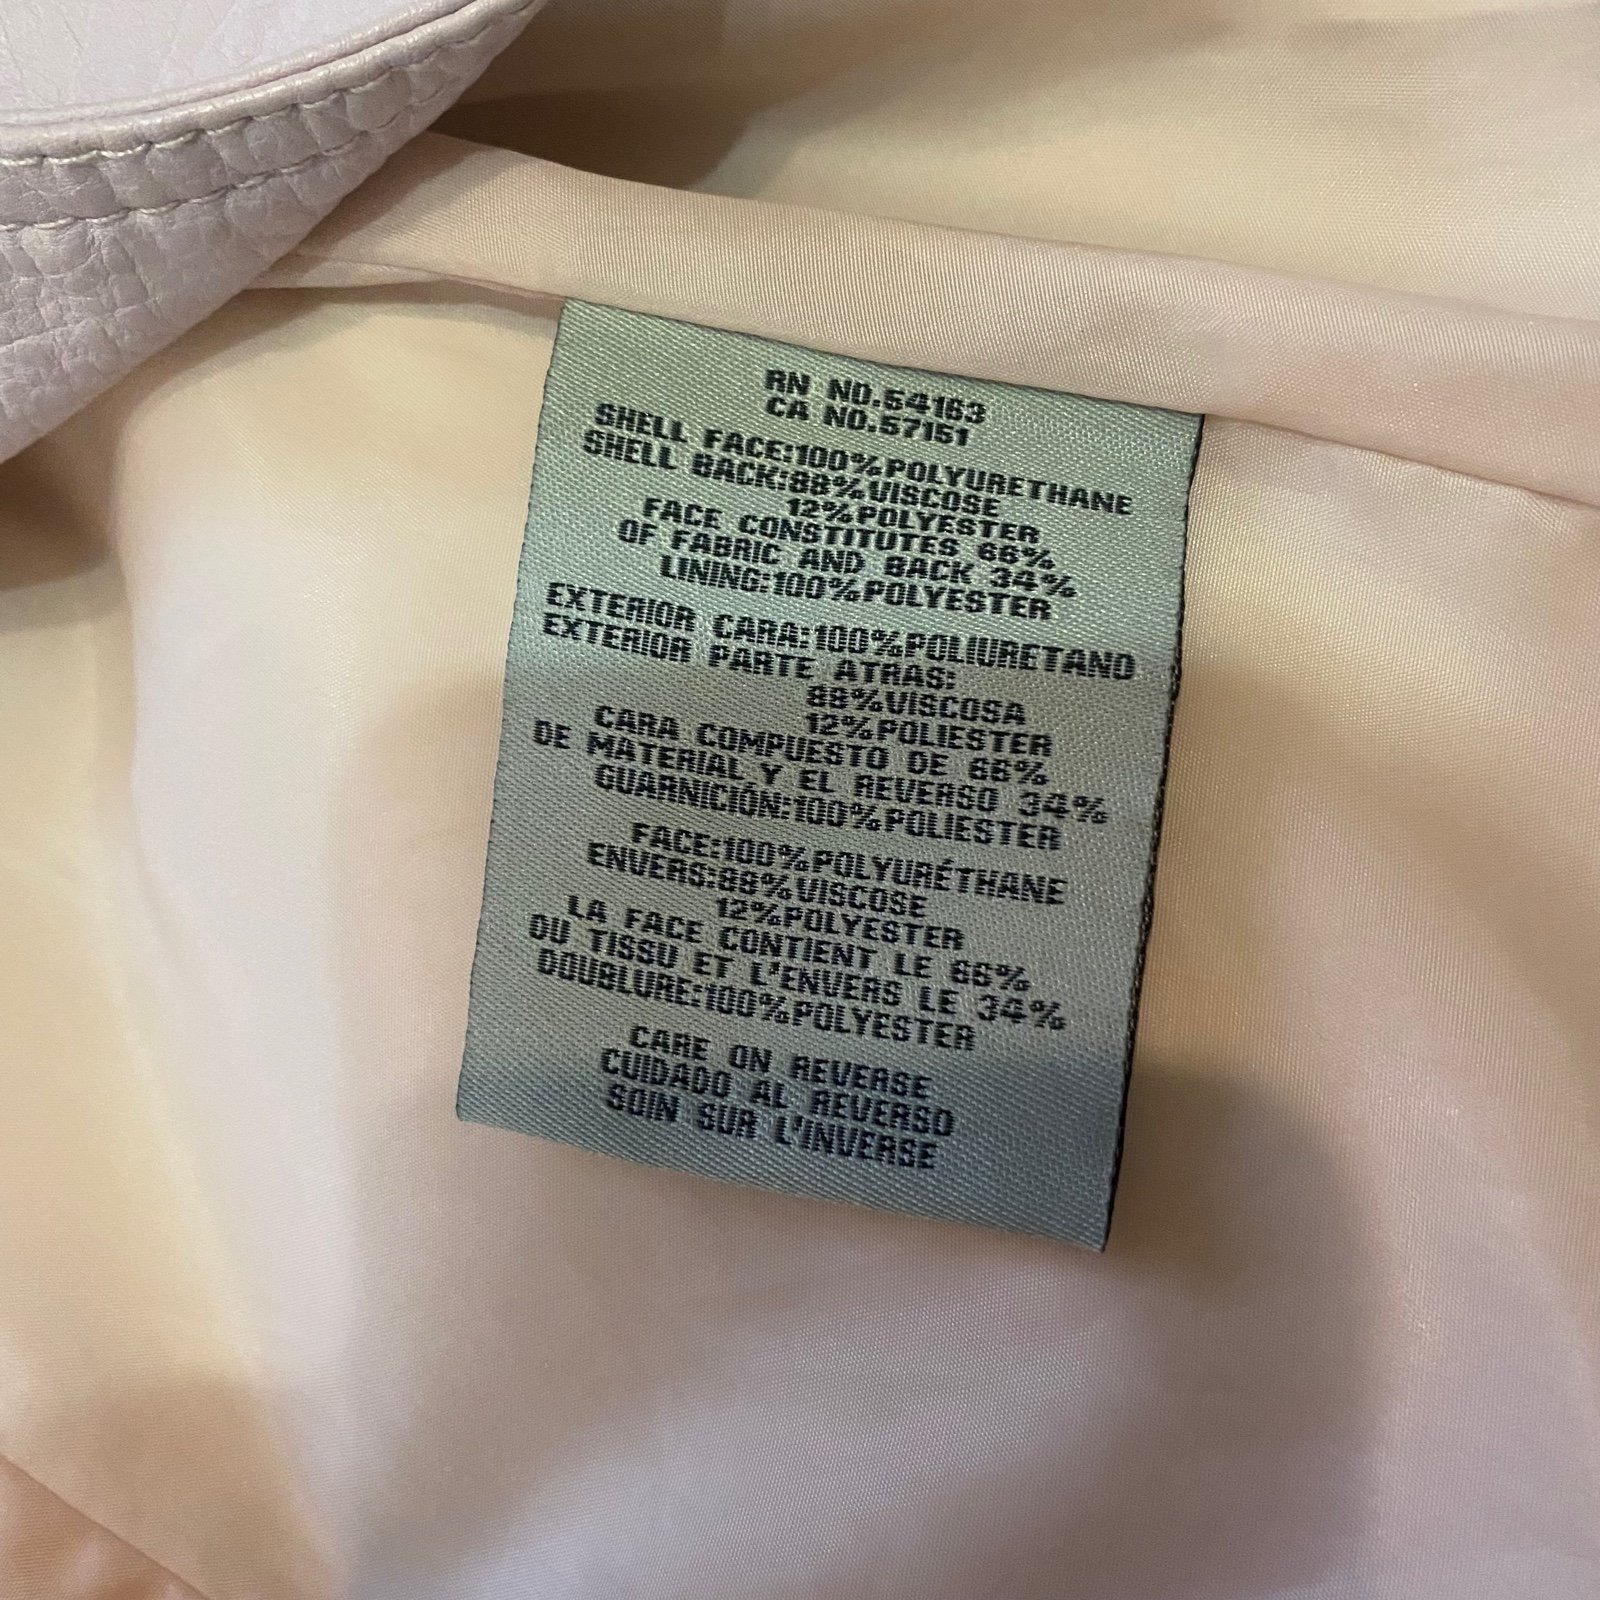 RN NO.54163
CA NO.57151
SHELL FACE:100%POLYURETHANE
SHELL BACK:88%VISCOSE
12%POLYESTER
FACE CONSTITUTES 66%
OF FABRIC AND BACK 34%
LINING:100%POLYESTER
EXTERIOR CARA:100%POLIURETANO
EXTERIOR PARTE ATRAS:
88%VISCOSA
12%POLIESTER
CARA COMPUESTO DE 66%
DE MATERIAL Y EL REVERSO 34%
GUARNICIÓN:100%POLIESTER
FACE:100%POLYURÉTHANE
ENVERS:88%VISCOSE
12%POLYESTER
LA FACE CONTIENT LE 66%
DU TISSU ET L'ENVERS LE 34%
DOUBLURE:100%POLYESTER
CARE ON REVERSE
CUIDADO AL REVERSO
SOIN SUR L'INVERSE